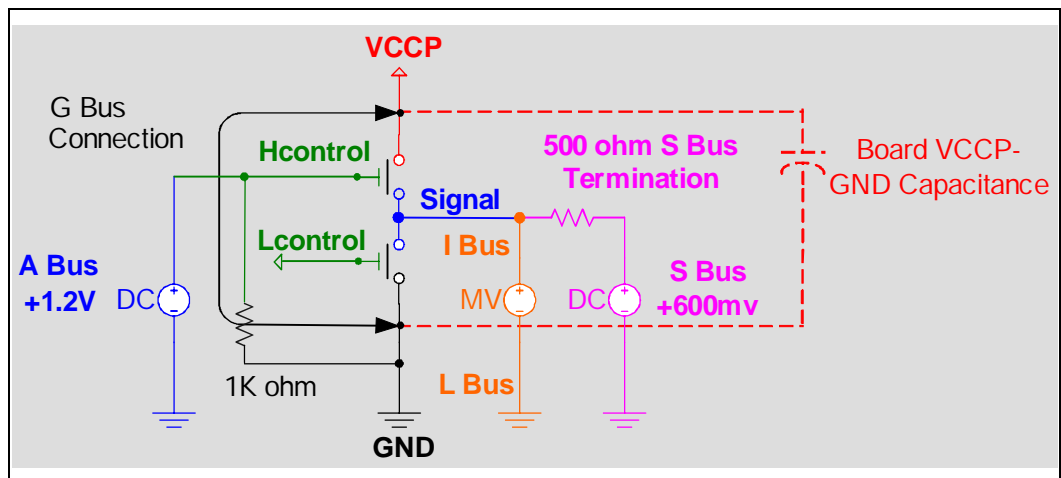 VCCP
G Bus
Connection
Hcontrol
500 ohm S Bus
Termination
Board VCCP-
GND Capacitance
Signal
Lcontrol
I Bus
A Bus
+1.2V
DC
MV
DC
S Bus
+600mv
1K ohm
L Bus
GND